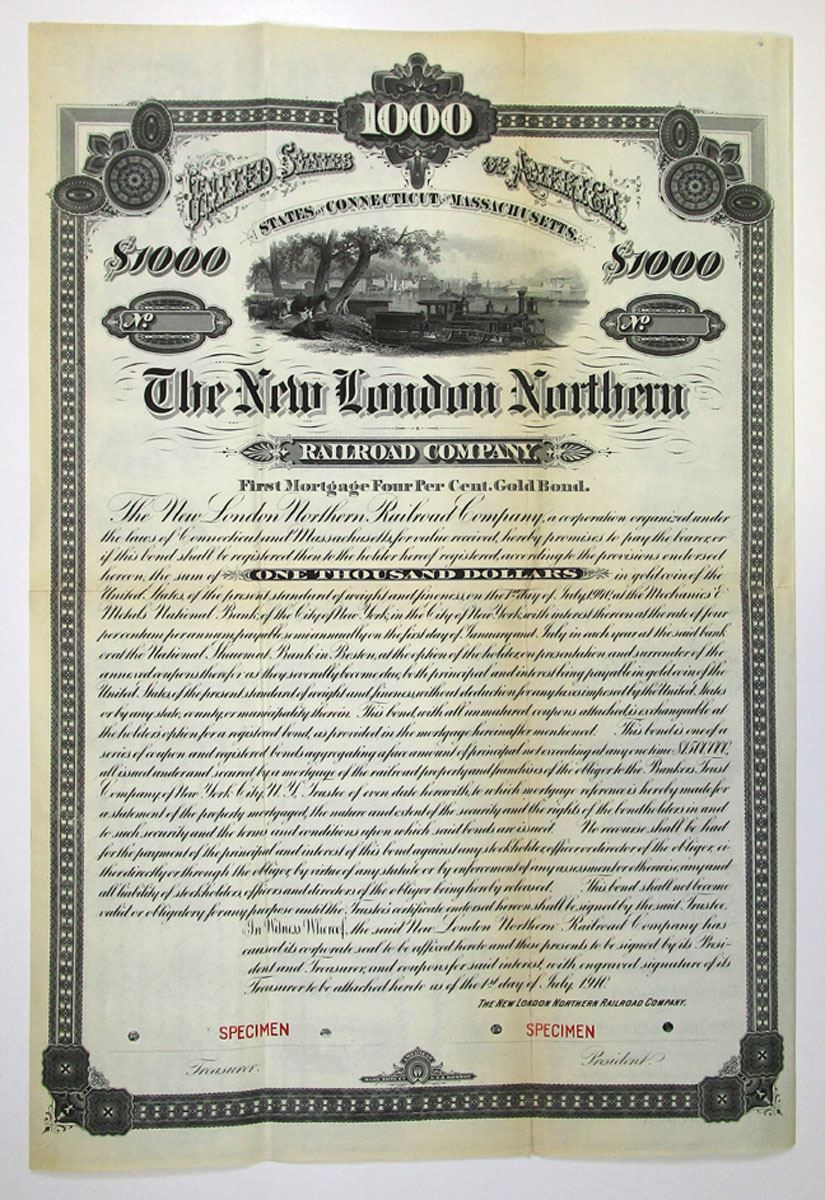 1000
UNITED STATES OF AMERICA.
STATES OF CONNECTICUT AND MASSACHUSETTS.
$1000 $1000
No No
The New London Northern
RAILROAD COMPANY.
First Mortgage Four Per Cent. Gold Bond.
The New London Northern Railroad Company, a corporation organized under
the laws of Connecticut and Massachusetts, for value received, hereby promises to pay the bearer, or
if this bond shall be registered then to the holder hereof registered, according to the provisions endorsed
hereon, the sum of ONE THOUSAND DOLLARS in gold coin of the
United States, of the present standard of weight and fineness, on the 1st day of July, 1940, at the Mechanics' &
Metals National Bank, of the City of New York, in the City of New York, with interest thereon at the rate of four
per centum per annum, payable semi annually, on the first day of January and July in each year at the said bank
or at the National Shawmut Bank in Boston, at the option of the holder, on presentation and surrender of the
annexed coupons therefor as they severally become due, both principal and interest being payable in gold coin of the
United States, of the present standard of weight and fineness, without deduction for any taxes imposed by the United States
or by any state, county, or municipality therein. This bond, with all unmatured coupons attached is exchangeable at
the holder's option for a registered bond, as provided in the mortgage hereinafter mentioned. This bond is one of a
series of coupon and registered bonds aggregating a face amount of principal not exceeding at any one time $1,500,000,
all issued under and secured by a mortgage of the railroad property and franchises of the obligor to the Bankers Trust
Company, of New York City, N. Y., Trustee of even date herewith, to which mortgage reference is hereby made for
a statement of the property mortgaged, the nature and extent of the security and the rights of the bondholders in and
to such security and the terms and conditions upon which said bonds are issued. No recourse shall be had
for the payment of the principal and interest of this bond against any stockholder, officer or director of the obligor, ei-
ther directly or through the obligor, by virtue of any statute or by enforcement of any assessment or otherwise, any and
all liability of stockholders, officers and directors of the obligor being hereby released. This bond shall not become
valid or obligatory for any purpose until the Trustee's certificate endorsed hereon shall be signed by the said Trustee.
In Witness Whereof, the said New London Northern Railroad Company has
caused its corporate seal to be affixed hereto and these presents to be signed by its Presi-
dent and Treasurer, and coupons for said interest, with engraved signature of its
Treasurer to be attached hereto as of the 1st day of July, 1910.
THE NEW LONDON NORTHERN RAILROAD COMPANY.
SPECIMEN SPECIMEN
Treasurer. President.
AMERICAN
BANK NOTE CO. BOSTON